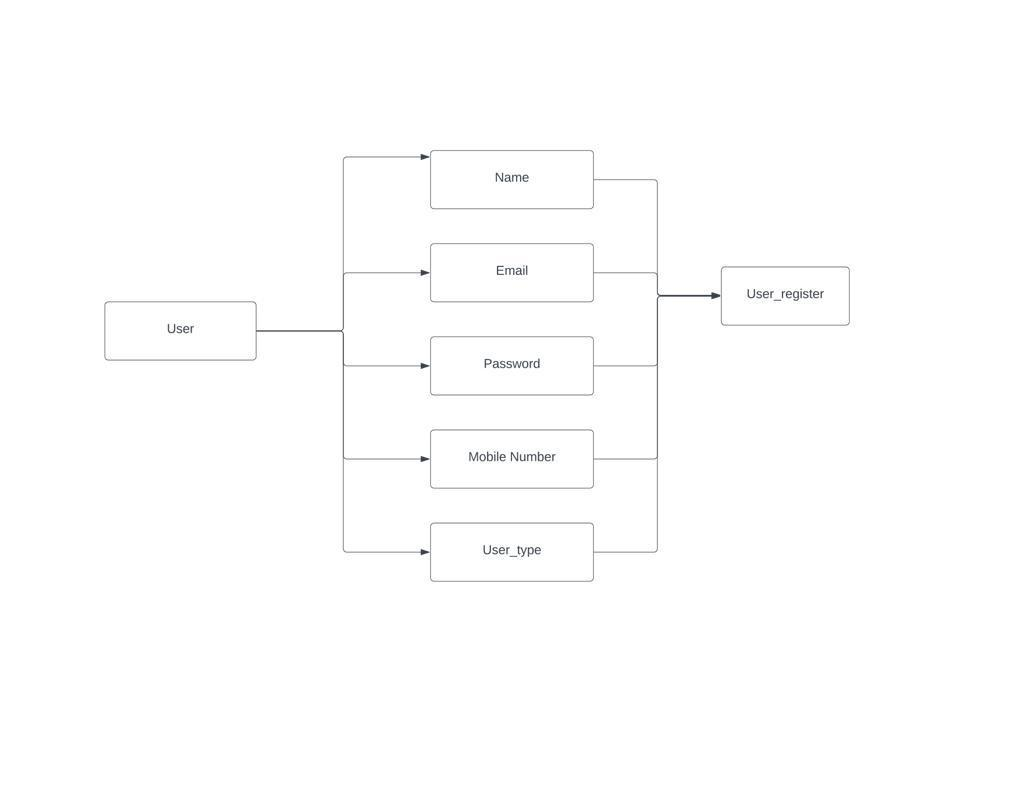 Name
Email
User_register
User
Password
Mobile Number
User_type